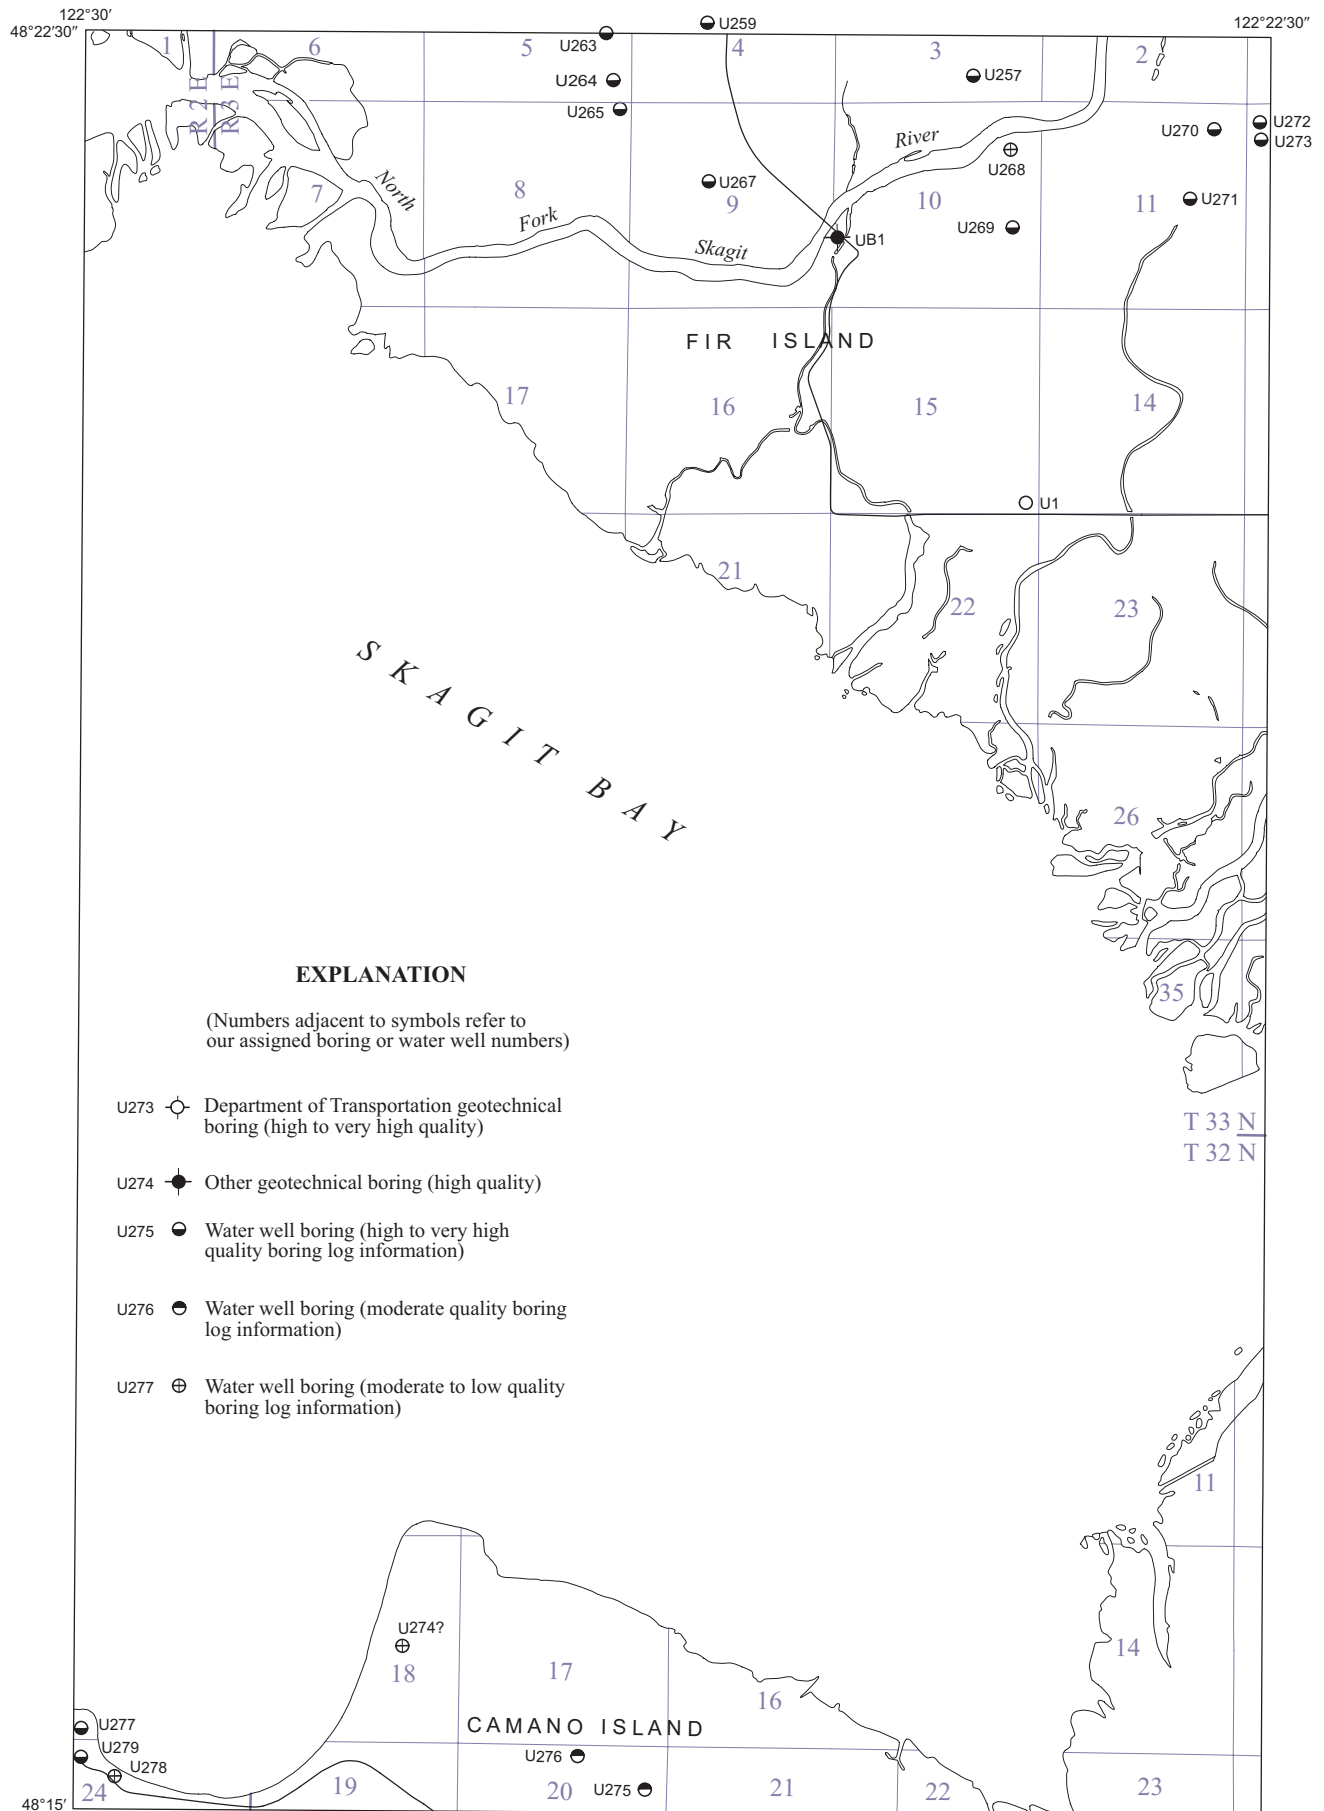 122°30′
122°22′30″
48°22′30″
U259
U263
1
6
5
4
3
2
U264
U257
R 2 E
R 3 E
U265
U272
U270
U273
River
U268
North
7
8
U267
9
10
11
U271
Fork
U269
Skagit
UB1
FIR ISLAND
17
16
15
14
U1
21
22
23
SKAGIT BAY
26
EXPLANATION
35
(Numbers adjacent to symbols refer to
our assigned boring or water well numbers)
U273
Department of Transportation geotechnical
boring (high to very high quality)
T 33 N
T 32 N
U274
Other geotechnical boring (high quality)
U275
Water well boring (high to very high
quality boring log information)
U276
Water well boring (moderate quality boring
log information)
U277
Water well boring (moderate to low quality
boring log information)
11
U274?
18
17
16
14
U277
CAMANO ISLAND
U279
U276
U278
24
19
20
U275
21
22
23
48°15′